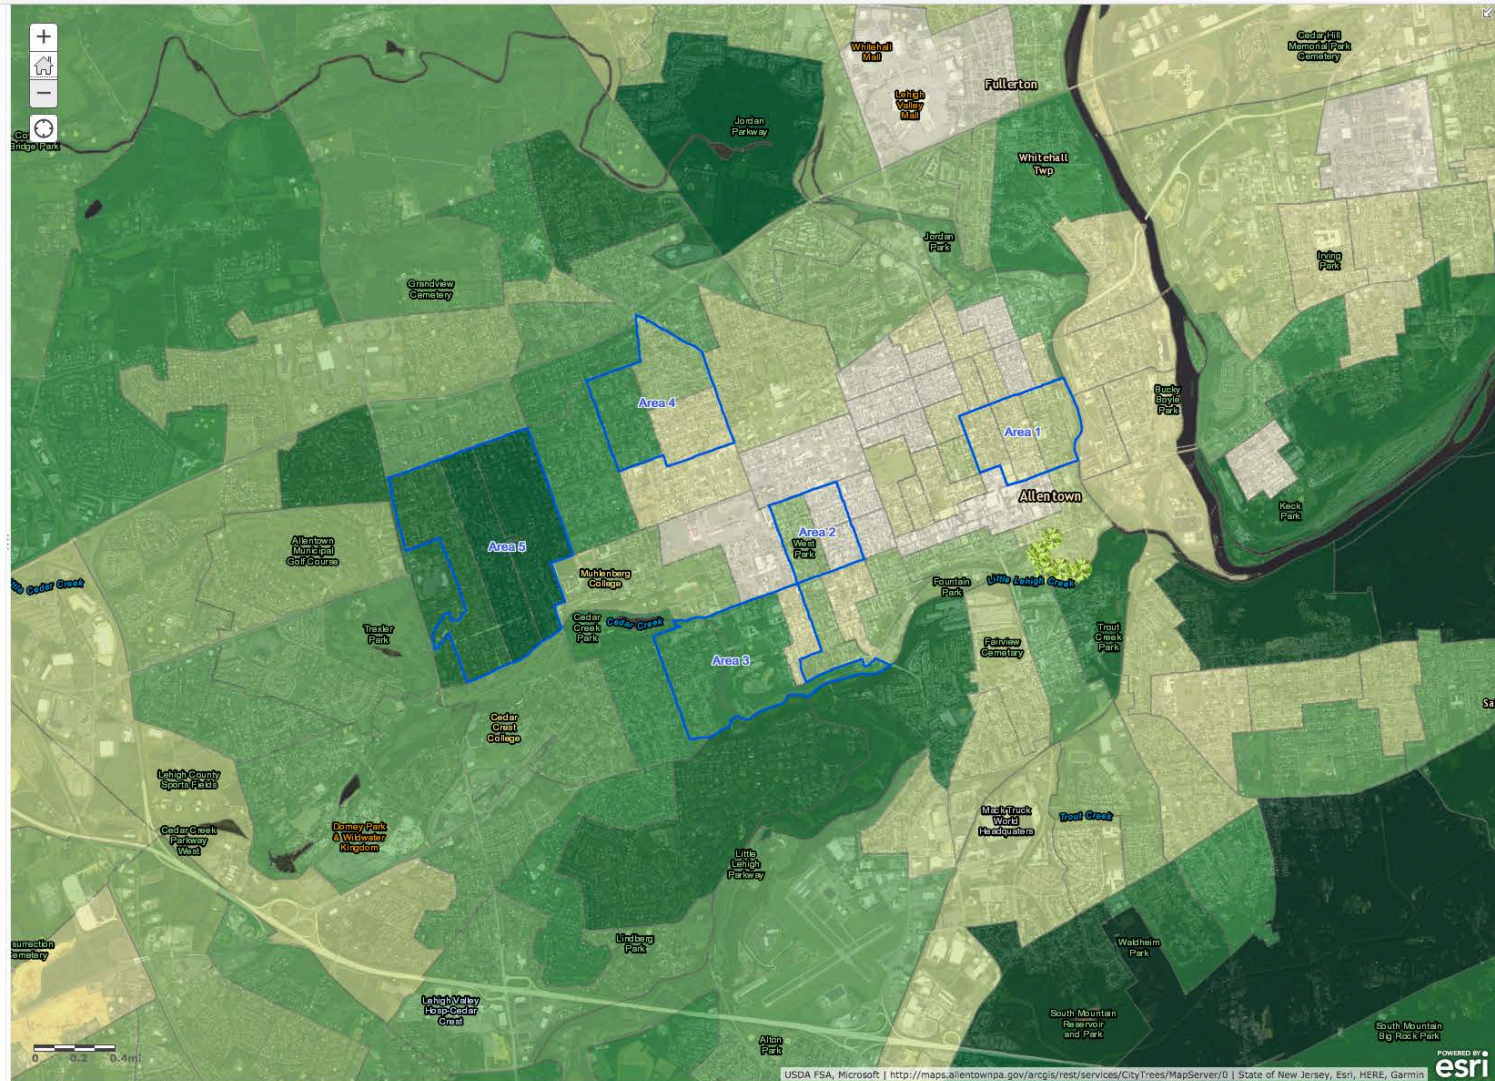 Whitehall
Mall
Lehigh
Valley
Mall
Fullerton
Cedar Hill
Memorial Park
Cemetery
Jordan
Parkway
Bridge Park
Whitehall
Twp
Jordan
Park
Irving
Park
Grandview
Cemetery
Area 4
Bucky
Boyle
Park
Area 1
Allentown
Keck
Park
Area 2
West
Park
Area 5
Allentown
Municipal
Golf Course
Muhlenberg
College
Little Lehigh Creek
Fountain
Park
Cedar Creek
Cedar
Creek
Park
Cedar Creek
Trexler
Park
Trout
Creek
Park
Fairview
Cemetary
Area 3
Sa
Cedar
Crest
College
Lehigh County
Sports Fields
Mack Truck
World
Headquaters
Trout Creek
Cedar Creek
Parkway
West
Dorney Park
& Wildwater
Kingdom
Little
Lehigh
Parkway
Lindberg
Park
Waldheim
Park
surrection
emetery
Lehigh Valley
Hosp-Cedar
Crest
South Mountain
Reservoir
and Park
South Mountain
Big Rock Park
Alton
Park
0 0.2 0.4mi
POWERED BY
esri
USDA FSA, Microsoft | http://maps.allentownpa.gov/arcgis/rest/services/CityTrees/MapServer/0 | State of New Jersey, Esri, HERE, Garmin